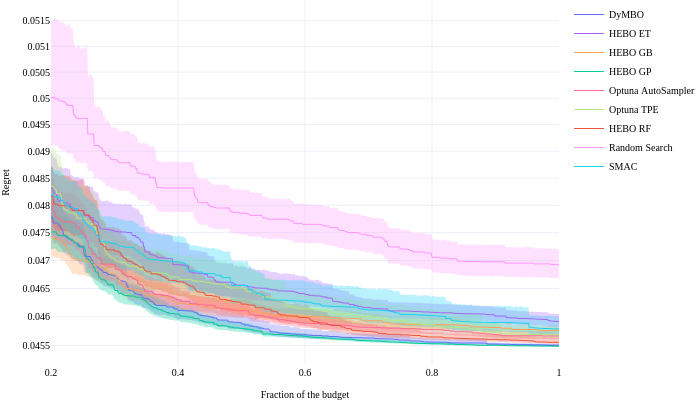 0.0515
0.051
0.0505
0.05
0.0495
0.049
0.0485
0.048
0.0475
0.047
0.0465
0.046
0.0455
Regret
0.2
0.4
0.6
0.8
1
Fraction of the budget
DyMBO
HEBO ET
HEBO GB
HEBO GP
Optuna AutoSampler
Optuna TPE
HEBO RF
Random Search
SMAC